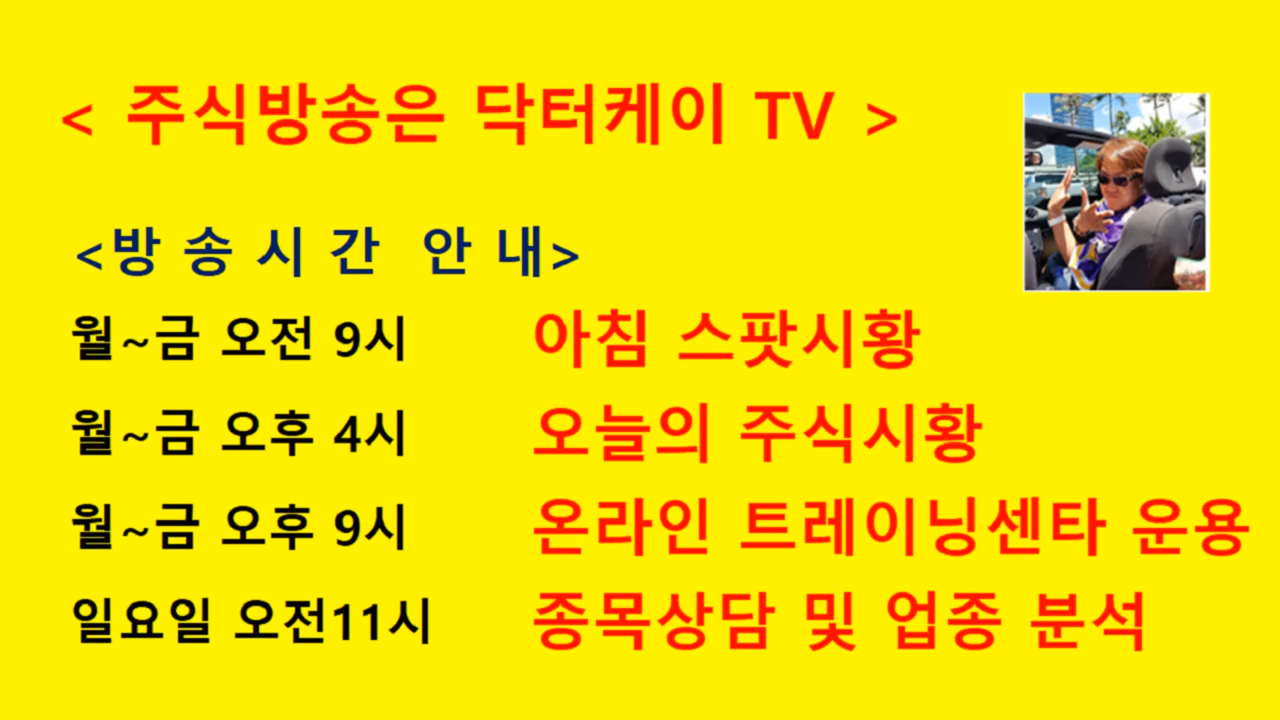 < 주식방송은 닥터케이 TV >
<방 송 시 간 안 내>
월~금 오전 9시 아침 스팟시황
월~금 오후 4시 오늘의 주식시황
월~금 오후 9시 온라인 트레이닝센타 운용
일요일 오전11시 종목상담 및 업종 분석